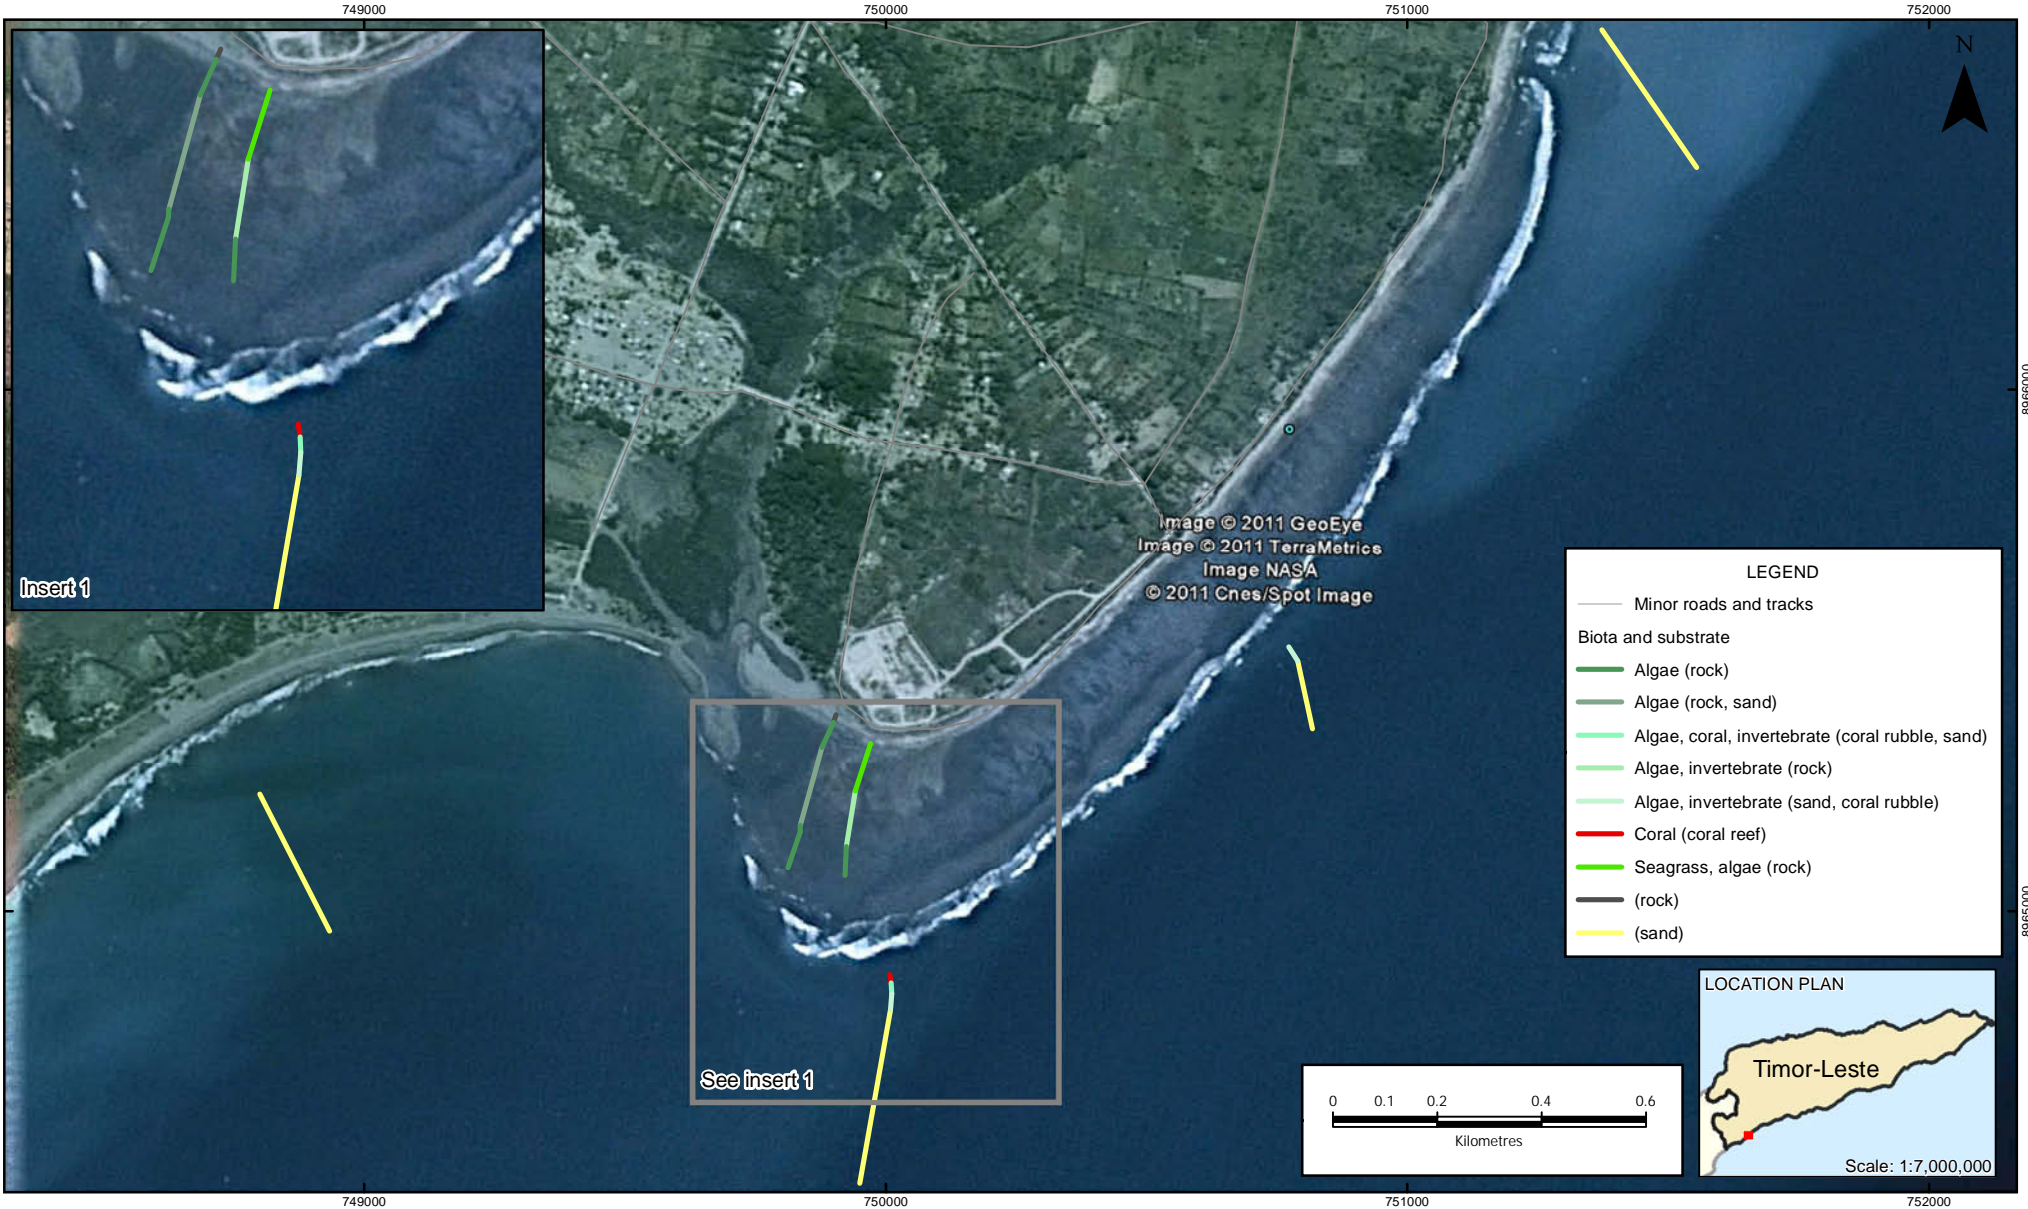 749000
750000
751000
752000
N
8966000
Image © 2011 GeoEye
Image © 2011 TerraMetrics
Image NASA
© 2011 Cnes/Spot Image
Insert 1
LEGEND
Minor roads and tracks
Biota and substrate
Algae (rock)
Algae (rock, sand)
Algae, coral, invertebrate (coral rubble, sand)
Algae, invertebrate (rock)
Algae, invertebrate (sand, coral rubble)
Coral (coral reef)
Seagrass, algae (rock)
(rock)
(sand)
8965000
See insert 1
LOCATION PLAN
Timor-Leste
Scale: 1:7,000,000
0 0.1 0.2 0.4 0.6
Kilometres
749000
750000
751000
752000